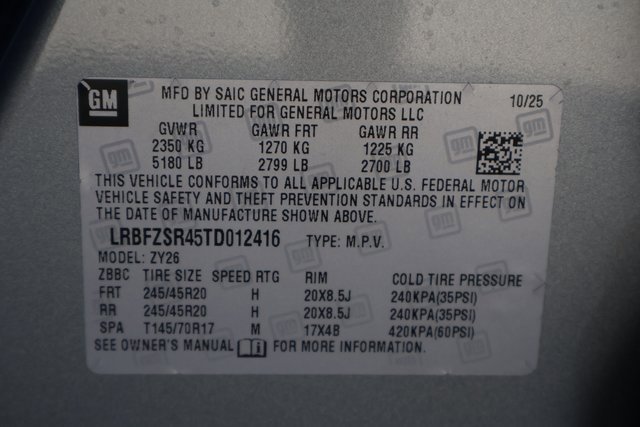 GM MFD BY SAIC GENERAL MOTORS CORPORATION 10/25
LIMITED FOR GENERAL MOTORS LLC
GVWR GAWR FRT GAWR RR
2350 KG 1270 KG 1225 KG
5180 LB 2799 LB 2700 LB
THIS VEHICLE CONFORMS TO ALL APPLICABLE U.S. FEDERAL MOTOR
VEHICLE SAFETY AND THEFT PREVENTION STANDARDS IN EFFECT ON
THE DATE OF MANUFACTURE SHOWN ABOVE.
LRBFZSR45TD012416 TYPE: M.P.V.
MODEL: ZY26
ZBBC TIRE SIZE SPEED RTG RIM COLD TIRE PRESSURE
FRT 245/45R20 H 20X8.5J 240KPA(35PSI)
RR 245/45R20 H 20X8.5J 240KPA(35PSI)
SPA T145/70R17 M 17X4B 420KPA(60PSI)
SEE OWNER'S MANUAL FOR MORE INFORMATION.